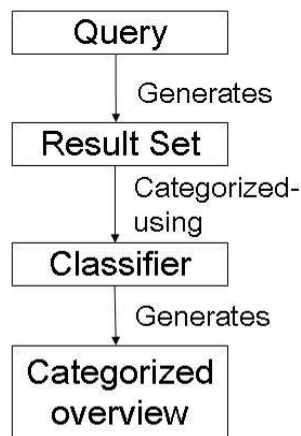 Query
Generates
Result Set
Categorized-
using
Classifier
Generates
Categorized
overview